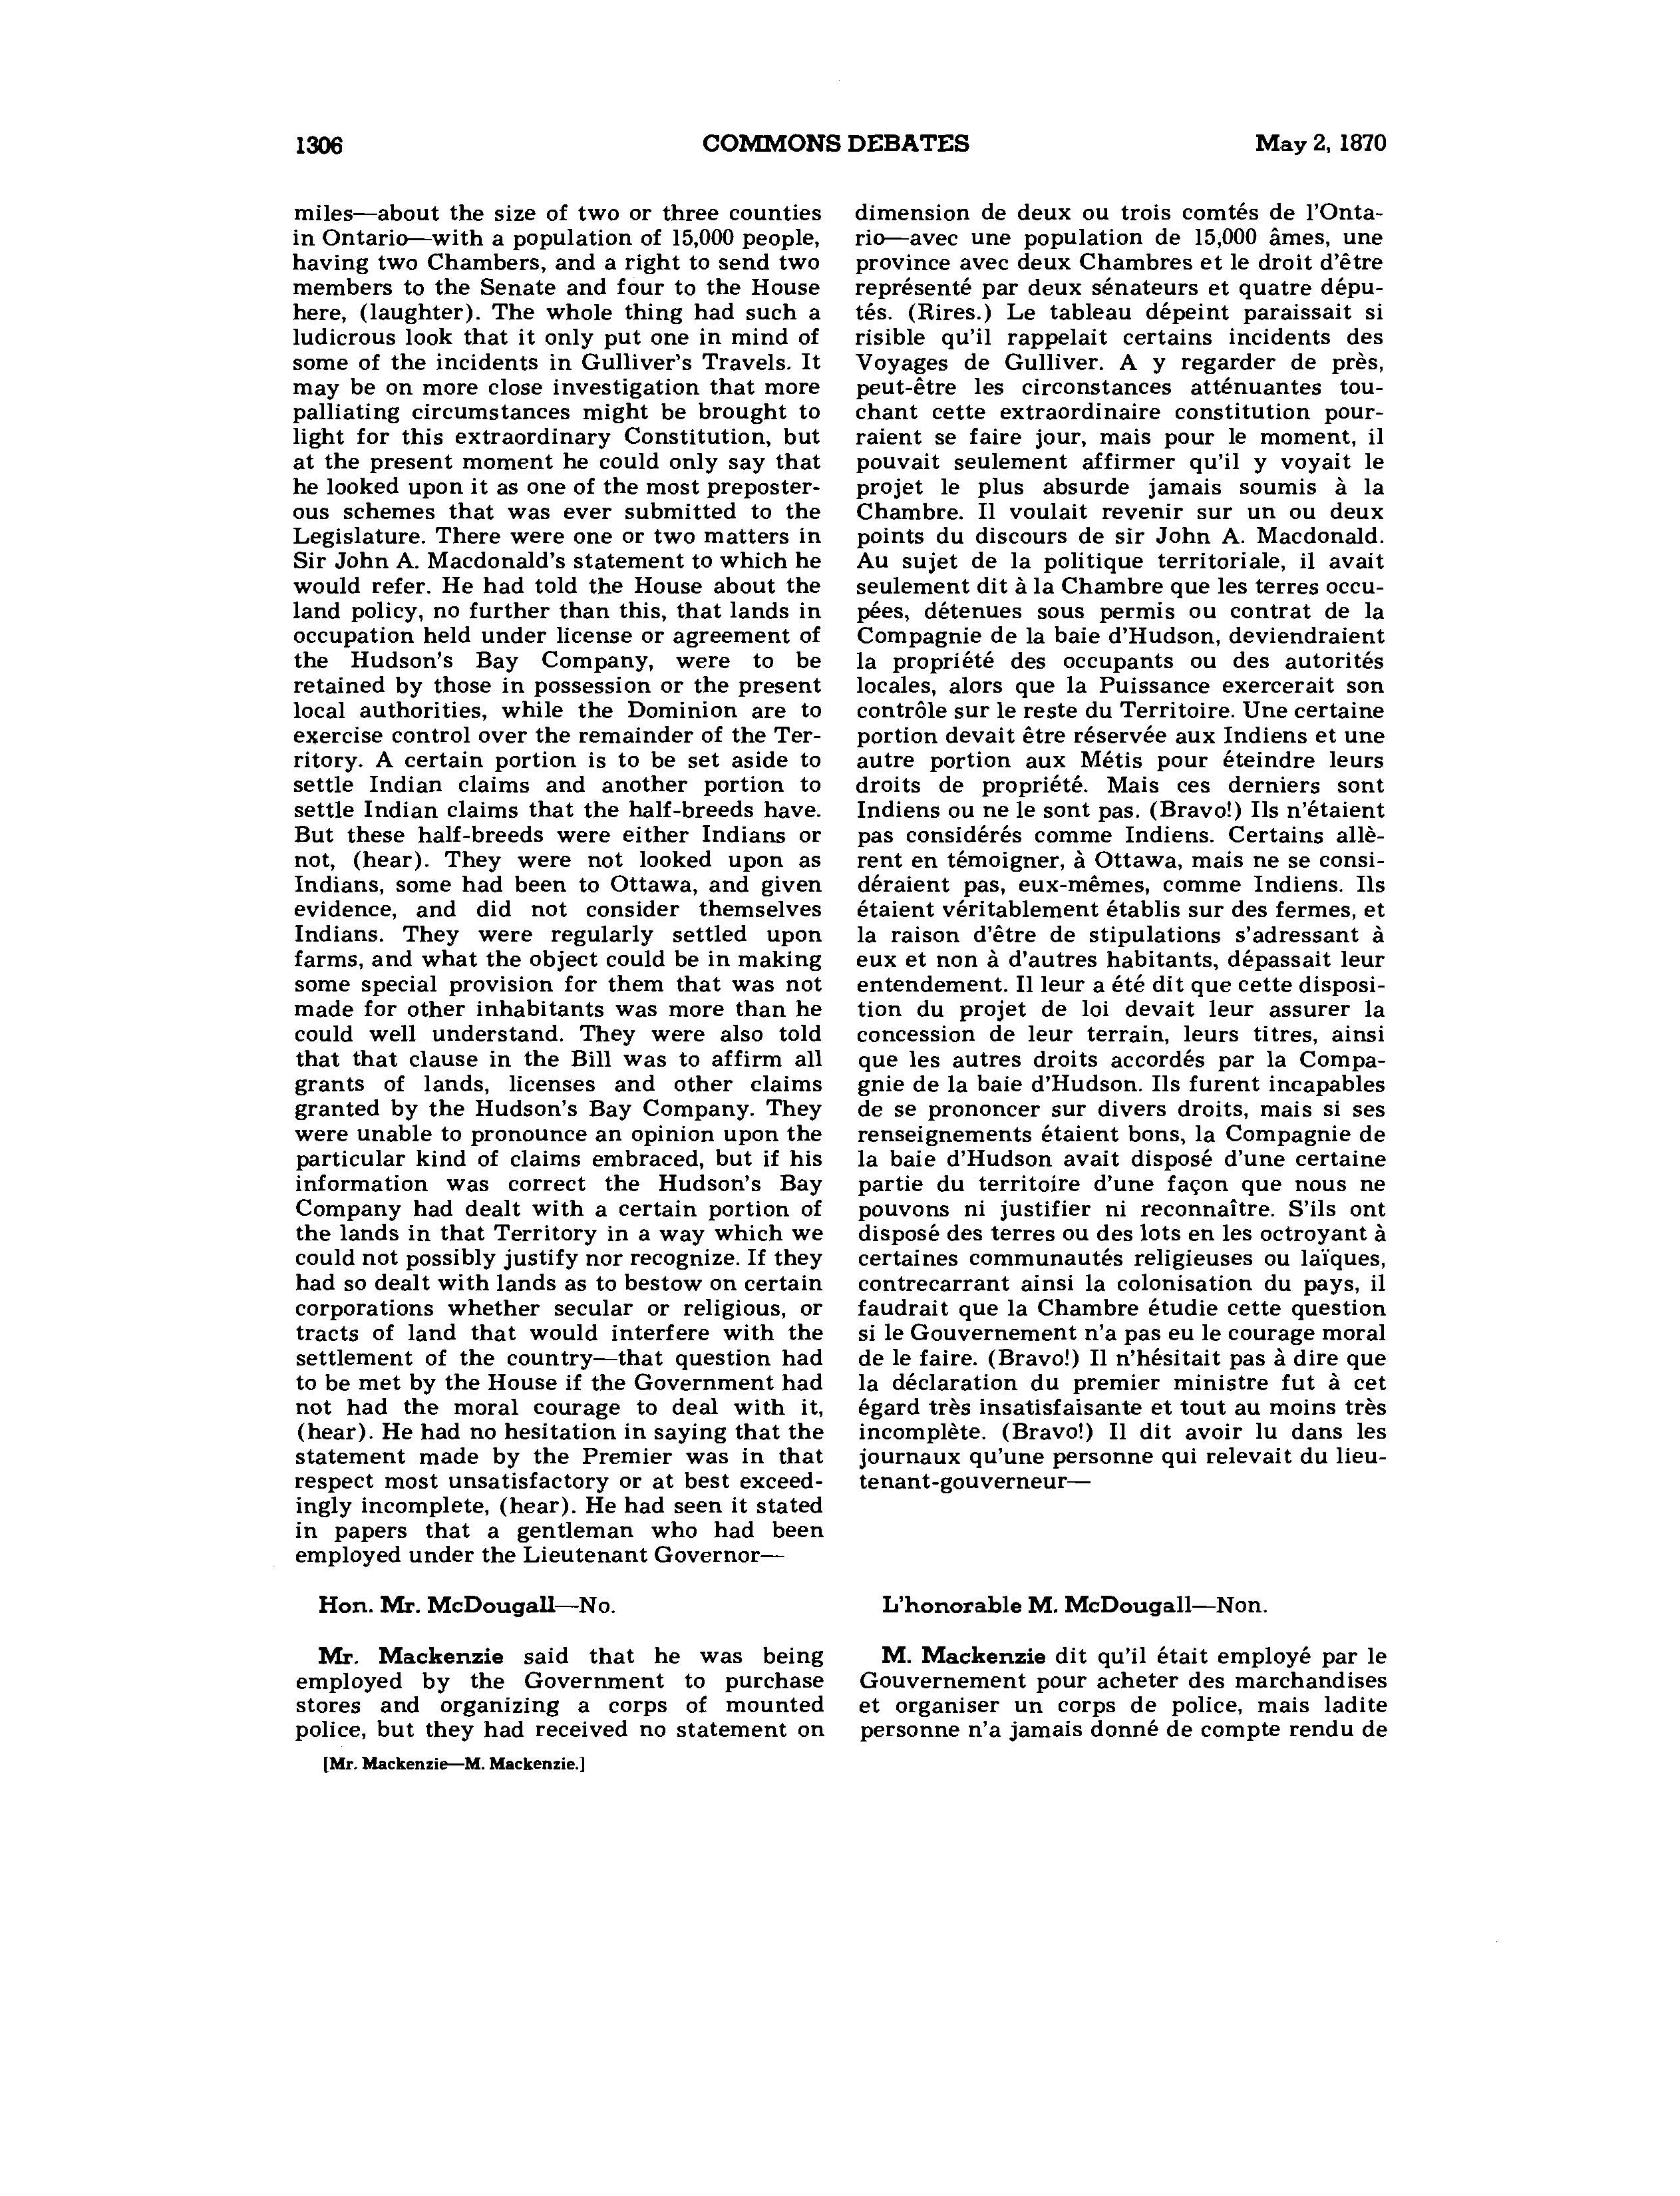 1306
COMMONS DEBATES
May 2, 1870
miles—about the size of two or three counties
in Ontario—with a population of 15,000 people,
having two Chambers, and a right to send two
members to the Senate and four to the House
here, (laughter). The whole thing had such a
ludicrous look that it only put one in mind of
some of the incidents in Gulliver's Travels. It
may be on more close investigation that more
palliating circumstances might be brought to
light for this extraordinary Constitution, but
at the present moment he could only say that
he looked upon it as one of the most preposter-
ous schemes that was ever submitted to the
Legislature. There were one or two matters in
Sir John A. Macdonald's statement to which he
would refer. He had told the House about the
land policy, no further than this, that lands in
occupation held under license or agreement of
the Hudson's Bay Company, were to be
retained by those in possession or the present
local authorities, while the Dominion are to
exercise control over the remainder of the Ter-
ritory. A certain portion is to be set aside to
settle Indian claims and another portion to
settle Indian claims that the half-breeds have.
But these half-breeds were either Indians or
not, (hear). They were not looked upon as
Indians, some had been to Ottawa, and given
evidence, and did not consider themselves
Indians. They were regularly settled upon
farms, and what the object could be in making
some special provision for them that was not
made for other inhabitants was more than he
could well understand. They were also told
that that clause in the Bill was to affirm all
grants of lands, licenses and other claims
granted by the Hudson's Bay Company. They
were unable to pronounce an opinion upon the
particular kind of claims embraced, but if his
information was correct the Hudson's Bay
Company had dealt with a certain portion of
the lands in that Territory in a way which we
could not possibly justify nor recognize. If they
had so dealt with lands as to bestow on certain
corporations whether secular or religious, or
tracts of land that would interfere with the
settlement of the country—that question had
to be met by the House if the Government had
not had the moral courage to deal with it,
(hear). He had no hesitation in saying that the
statement made by the Premier was in that
respect most unsatisfactory or at best exceed-
ingly incomplete, (hear). He had seen it stated
in papers that a gentleman who had been
employed under the Lieutenant Governor—
Hon. Mr. McDougall—No.
Mr. Mackenzie said that he was being
employed by the Government to purchase
stores and organizing a corps of mounted
police, but they had received no statement on
[Mr. Mackenzie—M. Mackenzie.]
dimension de deux ou trois comtés de l'Onta-
rio—avec une population de 15,000 âmes, une
province avec deux Chambres et le droit d'être
représenté par deux sénateurs et quatre dépu-
tés. (Rires.) Le tableau dépeint paraissait si
risible qu'il rappelait certains incidents des
Voyages de Gulliver. A y regarder de près,
peut-être les circonstances atténuantes tou-
chant cette extraordinaire constitution pour-
raient se faire jour, mais pour le moment, il
pouvait seulement affirmer qu'il y voyait le
projet le plus absurde jamais soumis à la
Chambre. Il voulait revenir sur un ou deux
points du discours de sir John A. Macdonald.
Au sujet de la politique territoriale, il avait
seulement dit à la Chambre que les terres occu-
pées, détenues sous permis ou contrat de la
Compagnie de la baie d'Hudson, deviendraient
la propriété des occupants ou des autorités
locales, alors que la Puissance exercerait son
contrôle sur le reste du Territoire. Une certaine
portion devait être réservée aux Indiens et une
autre portion aux Métis pour éteindre leurs
droits de propriété. Mais ces derniers sont
Indiens ou ne le sont pas. (Bravo!) Ils n'étaient
pas considérés comme Indiens. Certains allè-
rent en témoigner, à Ottawa, mais ne se consi-
déraient pas, eux-mêmes, comme Indiens. Ils
étaient véritablement établis sur des fermes, et
la raison d'être de stipulations s'adressant à
eux et non à d'autres habitants, dépassait leur
entendement. Il leur a été dit que cette disposi-
tion du projet de loi devait leur assurer la
concession de leur terrain, leurs titres, ainsi
que les autres droits accordés par la Compa-
gnie de la baie d'Hudson. Ils furent incapables
de se prononcer sur divers droits, mais si ses
renseignements étaient bons, la Compagnie de
la baie d'Hudson avait disposé d'une certaine
partie du territoire d'une façon que nous ne
pouvons ni justifier ni reconnaître. S'ils ont
disposé des terres ou des lots en les octroyant à
certaines communautés religieuses ou laïques,
contrecarrant ainsi la colonisation du pays, il
faudrait que la Chambre étudie cette question
si le Gouvernement n'a pas eu le courage moral
de le faire. (Bravo!) Il n'hésitait pas à dire que
la déclaration du premier ministre fut à cet
égard très insatisfaisante et tout au moins très
incomplète. (Bravo!) Il dit avoir lu dans les
journaux qu'une personne qui relevait du lieu-
tenant-gouverneur—
L'honorable M. McDougall—Non.
M. Mackenzie dit qu'il était employé par le
Gouvernement pour acheter des marchandises
et organiser un corps de police, mais ladite
personne n'a jamais donné de compte rendu de